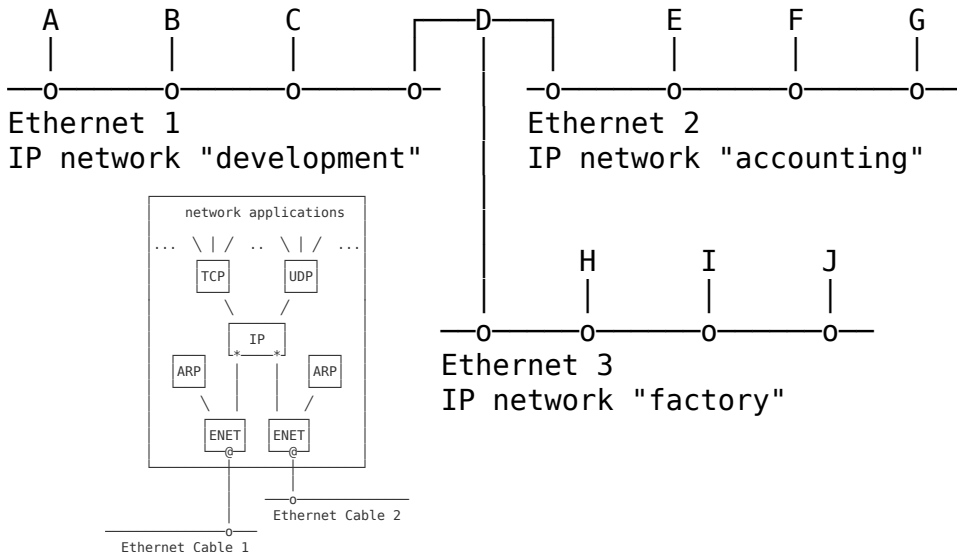 A B C D E F G
o o o o o o o o
Ethernet 1 Ethernet 2
IP network "development" IP network "accounting"
network applications
... \ | / .. \ | / ...
TCP UDP
\ /
IP
* *
ARP ARP
\ /
ENET ENET
@ @
o
Ethernet Cable 2
o
Ethernet Cable 1
H I J
o o o o
Ethernet 3
IP network "factory"